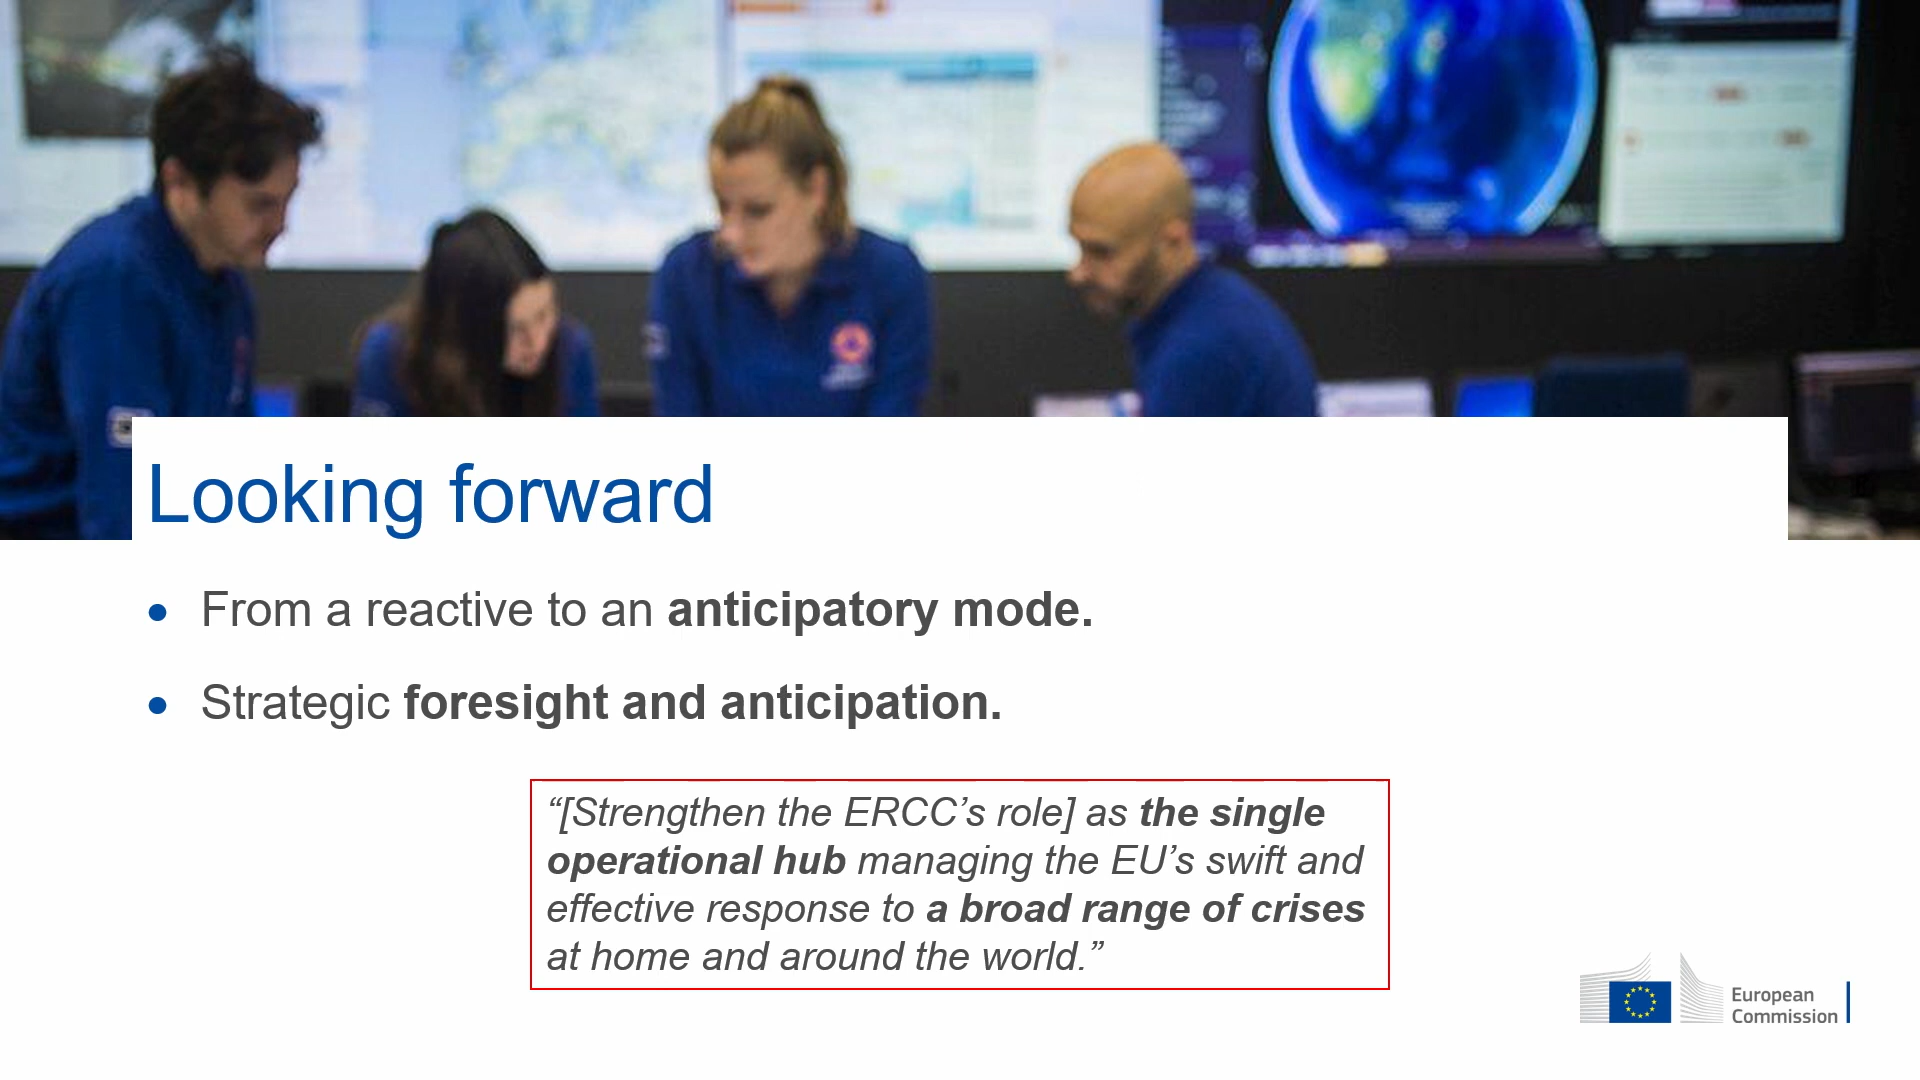 Looking forward
• From a reactive to an anticipatory mode.
• Strategic foresight and anticipation.
“[Strengthen the ERCC’s role] as the single
operational hub managing the EU’s swift and
effective response to a broad range of crises
at home and around the world.”
European
Commission